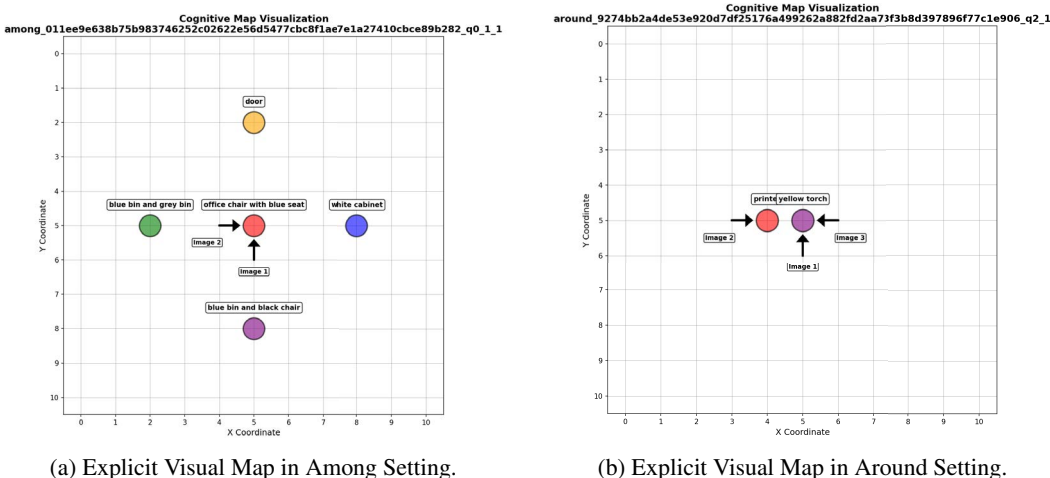 Cognitive Map Visualization
among_011ee9e638b75b983746252c02622e56d5477cbc8f1ae7e1a27410cbce89b282_q0_1_1
0
1
2
3
4
5
6
7
8
9
10
Y Coordinate
door
blue bin and grey bin
office chair with blue seat
white cabinet
Image 2
Image 1
blue bin and black chair
0 1 2 3 4 5 6 7 8 9 10
X Coordinate
(a) Explicit Visual Map in Among Setting.
Cognitive Map Visualization
around_9274bb2a4de53e920d7df25176a499262a882fd2aa73f3b8d397896f77c1e906_q2_1
0
1
2
3
4
5
6
7
8
9
10
Y Coordinate
printe yellow torch
Image 2
Image 3
Image 1
0 1 2 3 4 5 6 7 8 9 10
X Coordinate
(b) Explicit Visual Map in Around Setting.